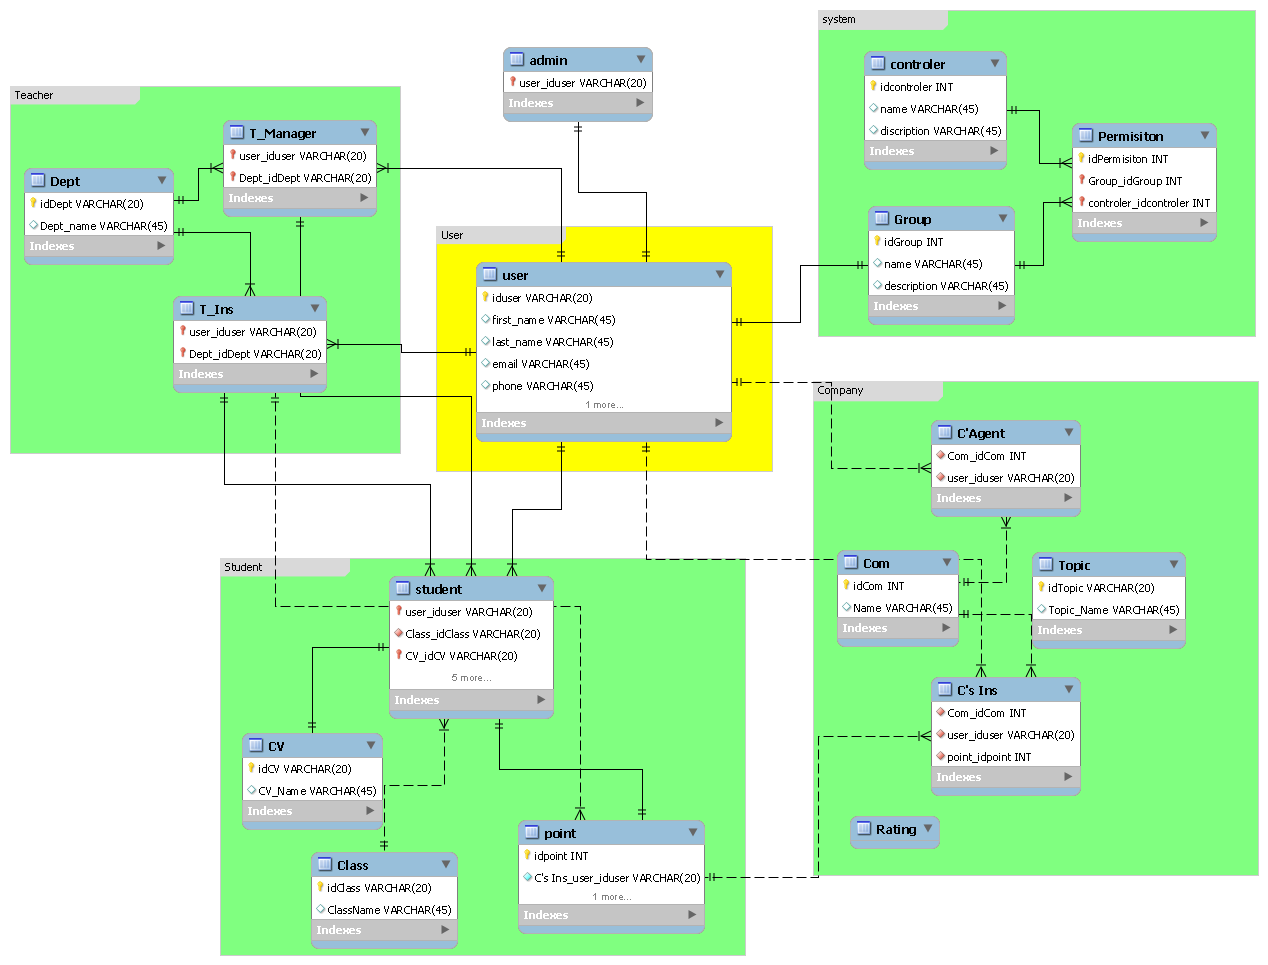 system
controler
idcontroler INT
name VARCHAR(45)
discription VARCHAR(45)
Indexes
Permisiton
idPermisiton INT
Group_idGroup INT
controler_idcontroler INT
Indexes
Group
idGroup INT
name VARCHAR(45)
description VARCHAR(45)
Indexes
admin
user_iduser VARCHAR(20)
Indexes
Teacher
T_Manager
user_iduser VARCHAR(20)
Dept_idDept VARCHAR(20)
Indexes
Dept
idDept VARCHAR(20)
Dept_name VARCHAR(45)
Indexes
T_Ins
user_iduser VARCHAR(20)
Dept_idDept VARCHAR(20)
Indexes
User
user
iduser VARCHAR(20)
first_name VARCHAR(45)
last_name VARCHAR(45)
email VARCHAR(45)
phone VARCHAR(45)
1 more...
Indexes
Company
C'Agent
Com_idCom INT
user_iduser VARCHAR(20)
Indexes
Com
idCom INT
Name VARCHAR(45)
Indexes
Topic
idTopic VARCHAR(20)
Topic_Name VARCHAR(45)
Indexes
C's Ins
Com_idCom INT
user_iduser VARCHAR(20)
point_idpoint INT
Indexes
Rating
Student
student
user_iduser VARCHAR(20)
Class_idClass VARCHAR(20)
CV_idCV VARCHAR(20)
5 more...
Indexes
CV
idCV VARCHAR(20)
CV_Name VARCHAR(45)
Indexes
Class
idClass VARCHAR(20)
ClassName VARCHAR(45)
Indexes
point
idpoint INT
C's Ins_user_iduser VARCHAR(20)
1 more...
Indexes